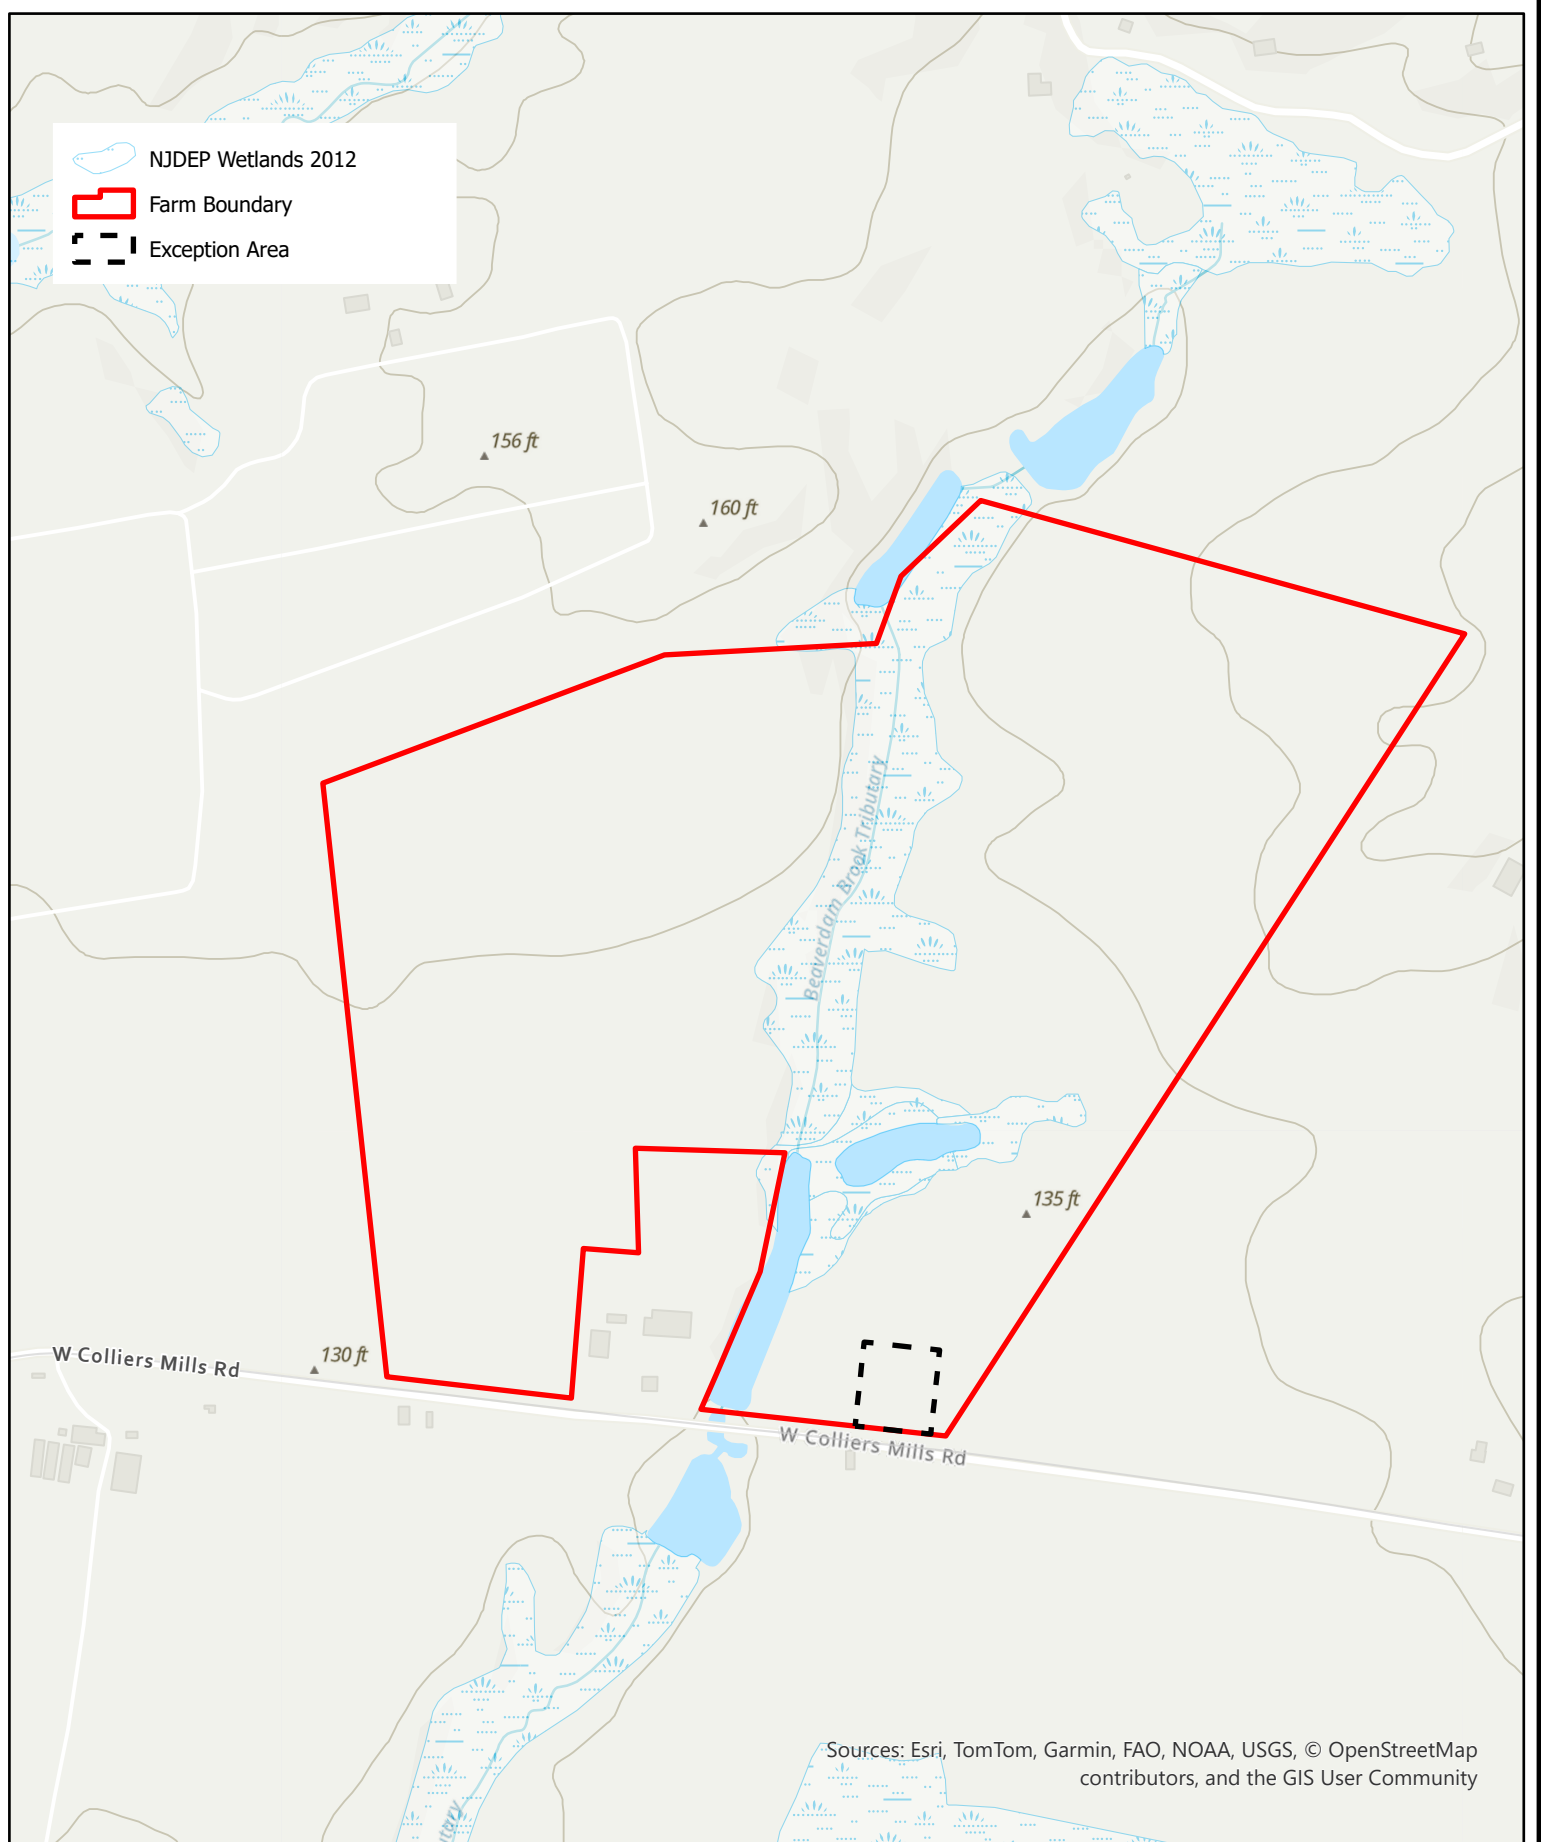 NJDEP Wetlands 2012
Farm Boundary
Exception Area
156 ft
160 ft
Beaverdam Brook Tributary
135 ft
W Colliers Mills Rd
130 ft
W Colliers Mills Rd
Sources: Esri, TomTom, Garmin, FAO, NOAA, USGS, © OpenStreetMap
contributors, and the GIS User Community